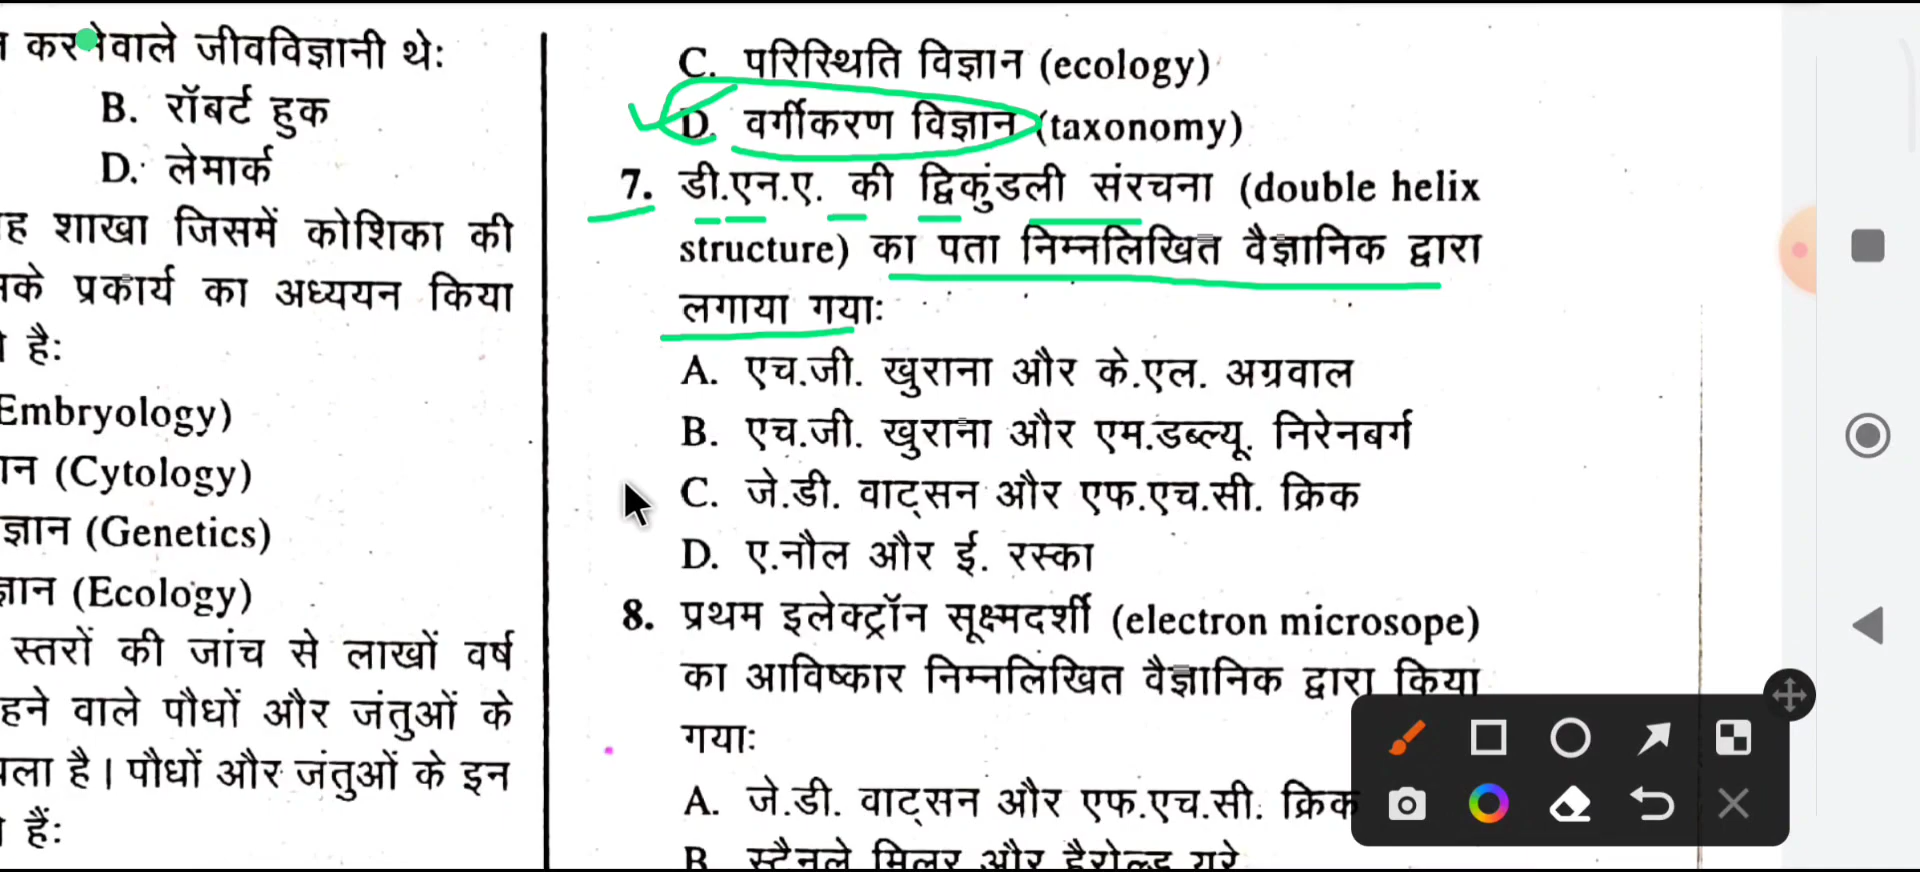 करनेवाले जीवविज्ञानी थे:
B. रॉबर्ट हुक
D. लेमार्क
शाखा जिसमें कोशिका की
प्रकार्य का अध्ययन किया
है:
Embryology)
(Cytology)
(Genetics)
(Ecology)
स्तरों की जांच से लाखों वर्ष
वाले पौधों और जंतुओं के
है। पौधों और जंतुओं के इन
हैं:
C. परिस्थिति विज्ञान (ecology)
D. वर्गीकरण विज्ञान (taxonomy)
7. डी.एन.ए. की द्विकुंडली संरचना (double helix
structure) का पता निम्नलिखित वैज्ञानिक द्वारा
लगाया गया:
A. एच.जी. खुराना और के.एल. अग्रवाल
B. एच.जी. खुराना और एम.डब्ल्यू. निरेनबर्ग
C. जे.डी. वाट्सन और एफ.एच.सी. क्रिक
D. ए.नौल और ई. रस्का
8. प्रथम इलेक्ट्रॉन सूक्ष्मदर्शी (electron microsope)
का आविष्कार निम्नलिखित वैज्ञानिक द्वारा किया
गया:
A. जे.डी. वाट्सन और एफ.एच.सी. क्रिक
B. स्टैनले मिलर और हैरोल्ड यूरे